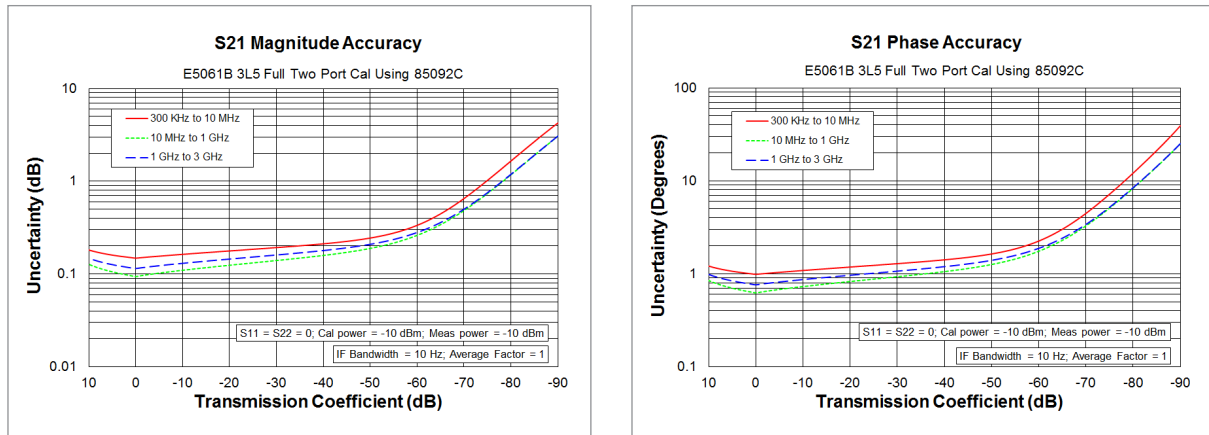 S21 Magnitude Accuracy
E5061B 3L5 Full Two Port Cal Using 85092C
Uncertainty (dB)
10
1
0.1
0.01
300 KHz to 10 MHz
10 MHz to 1 GHz
1 GHz to 3 GHz
S11 = S22 = 0; Cal power = -10 dBm; Meas power = -10 dBm
IF Bandwidth = 10 Hz; Average Factor = 1
10 0 -10 -20 -30 -40 -50 -60 -70 -80 -90
Transmission Coefficient (dB)
S21 Phase Accuracy
E5061B 3L5 Full Two Port Cal Using 85092C
Uncertainty (Degrees)
100
10
1
0.1
300 KHz to 10 MHz
10 MHz to 1 GHz
1 GHz to 3 GHz
S11 = S22 = 0; Cal power = -10 dBm; Meas power = -10 dBm
IF Bandwidth = 10 Hz; Average Factor = 1
10 0 -10 -20 -30 -40 -50 -60 -70 -80 -90
Transmission Coefficient (dB)